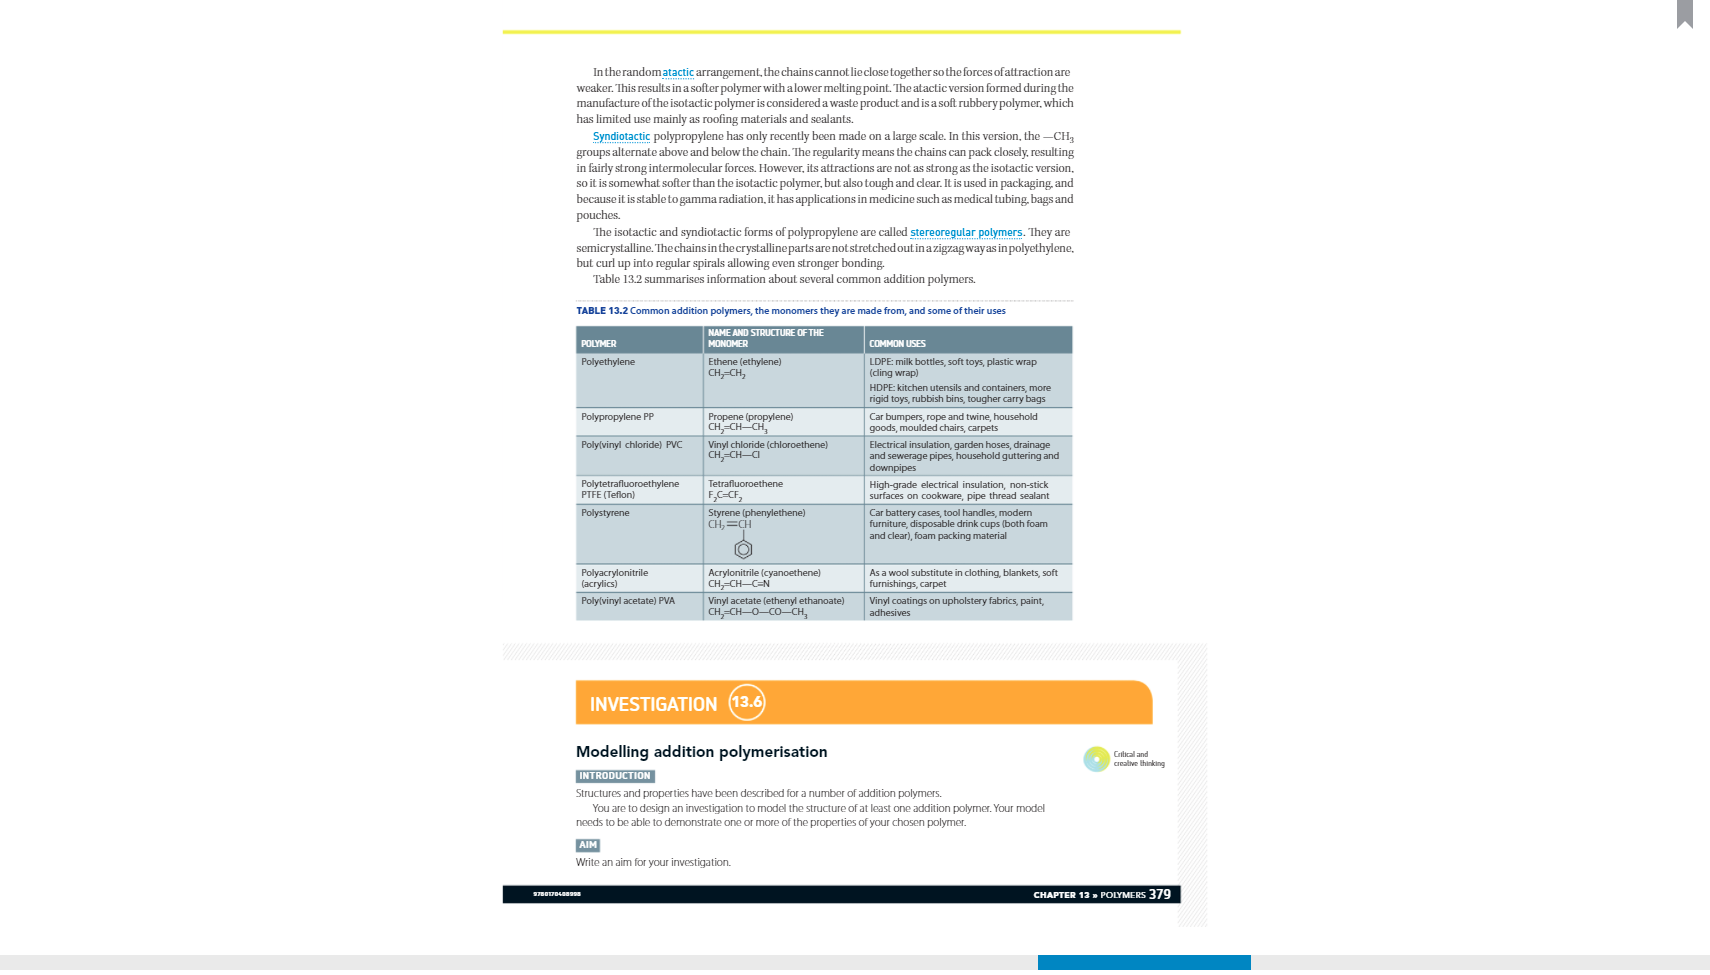 In the random atactic arrangement, the chains cannot lie close together so the forces of attraction are
weaker. This results in a softer polymer with a lower melting point. The atactic version formed during the
manufacture of the isotactic polymer is considered a waste product and is a soft rubbery polymer, which
has limited use mainly as roofing materials and sealants.
Syndiotactic polypropylene has only recently been made on a large scale. In this version, the —CH₃
groups alternate above and below the chain. The regularity means the chains can pack closely, resulting
in fairly strong intermolecular forces. However, its attractions are not as strong as the isotactic version,
so it is somewhat softer than the isotactic polymer, but also tough and clear. It is used in packaging, and
because it is stable to gamma radiation, it has applications in medicine such as medical tubing, bags and
pouches.
The isotactic and syndiotactic forms of polypropylene are called stereoregular polymers. They are
semicrystalline. The chains in the crystalline parts are not stretched out in a zigzag way as in polyethylene,
but curl up into regular spirals allowing even stronger bonding.
Table 13.2 summarises information about several common addition polymers.
TABLE 13.2 Common addition polymers, the monomers they are made from, and some of their uses
POLYMER
NAME AND STRUCTURE OF THE
MONOMER
COMMON USES
Polyethylene
Ethene (ethylene)
CH₂=CH₂
LDPE: milk bottles, soft toys, plastic wrap
(cling wrap)
HDPE: kitchen utensils and containers, more
rigid toys, rubbish bins, tougher carry bags
Polypropylene PP
Propene (propylene)
CH₂=CH—CH₃
Car bumpers, rope and twine, household
goods, moulded chairs, carpets
Poly(vinyl chloride) PVC
Vinyl chloride (chloroethene)
CH₂=CH—Cl
Electrical insulation, garden hoses, drainage
and sewerage pipes, household guttering and
downpipes
Polytetrafluoroethylene
PTFE (Teflon)
Tetrafluoroethene
F₂C=CF₂
High-grade electrical insulation, non-stick
surfaces on cookware, pipe thread sealant
Polystyrene
Styrene (phenylethene)
CH₂=CH
Car battery cases, tool handles, modern
furniture, disposable drink cups (both foam
and clear), foam packing material
Polyacrylonitrile
(acrylics)
Acrylonitrile (cyanoethene)
CH₂=CH—C≡N
As a wool substitute in clothing, blankets, soft
furnishings, carpet
Poly(vinyl acetate) PVA
Vinyl acetate (ethenyl ethanoate)
CH₂=CH—O—CO—CH₃
Vinyl coatings on upholstery fabrics, paint,
adhesives
INVESTIGATION 13.6
Modelling addition polymerisation
Critical and
creative thinking
INTRODUCTION
Structures and properties have been described for a number of addition polymers.
You are to design an investigation to model the structure of at least one addition polymer. Your model
needs to be able to demonstrate one or more of the properties of your chosen polymer.
AIM
Write an aim for your investigation.
9780170408998
CHAPTER 13 » POLYMERS 379